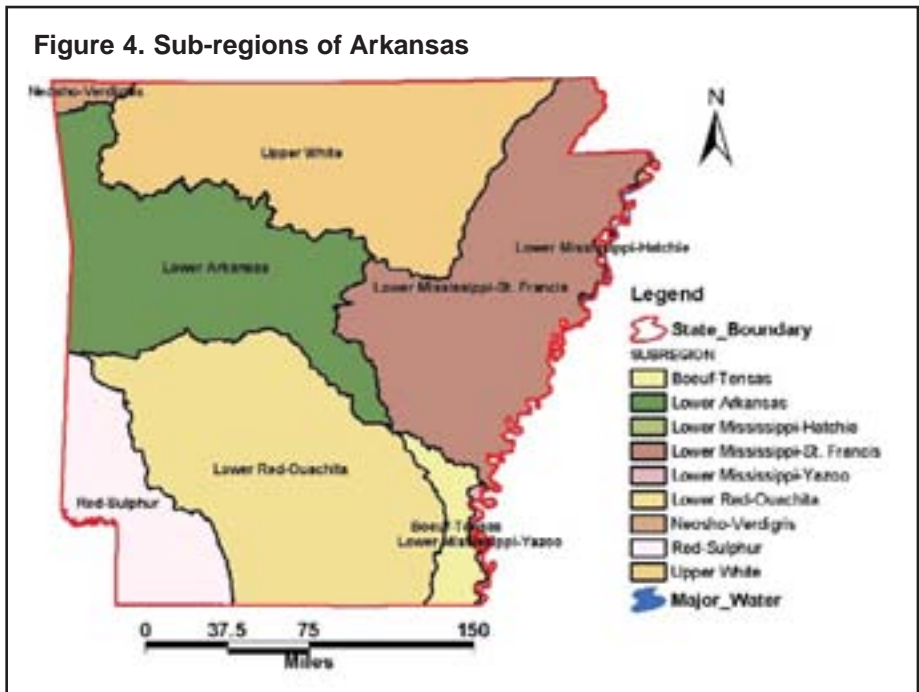 Figure 4. Sub-regions of Arkansas
Neosho-Verdigris
N
Upper White
Lower Mississippi-Hatchie
Lower Arkansas
Lower Mississippi-St. Francis
Legend
State_Boundary
SUBREGION
Boeuf-Tensas
Lower Arkansas
Lower Mississippi-Hatchie
Lower Mississippi-St. Francis
Lower Mississippi-Yazoo
Lower Red-Ouachita
Neosho-Verdigris
Red-Sulphur
Upper White
Major_Water
Lower Red-Ouachita
Red-Sulphur
Boeuf-Tensas
Lower Mississippi-Yazoo
0 37.5 75 150
Miles